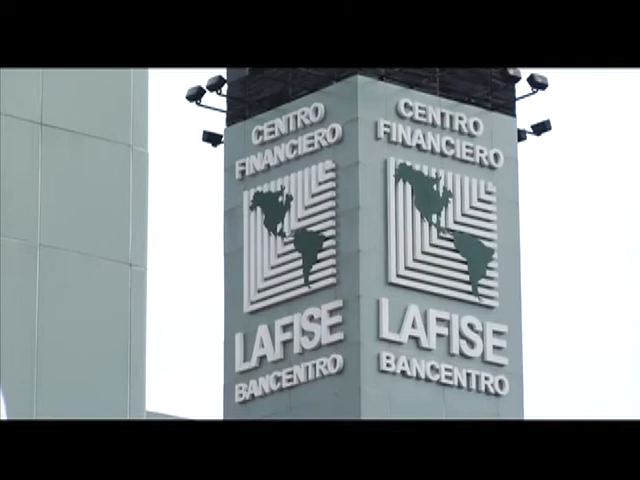 CENTRO
FINANCIERO
LAFISE
BANCENTRO
CENTRO
FINANCIERO
LAFISE
BANCENTRO